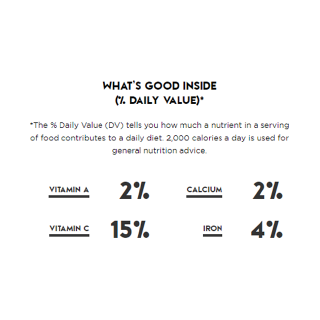 WHAT'S GOOD INSIDE
(% DAILY VALUE)*
*The % Daily Value (DV) tells you how much a nutrient in a serving
of food contributes to a daily diet. 2,000 calories a day is used for
general nutrition advice.
VITAMIN A 2% CALCIUM 2%
VITAMIN C 15% IRON 4%